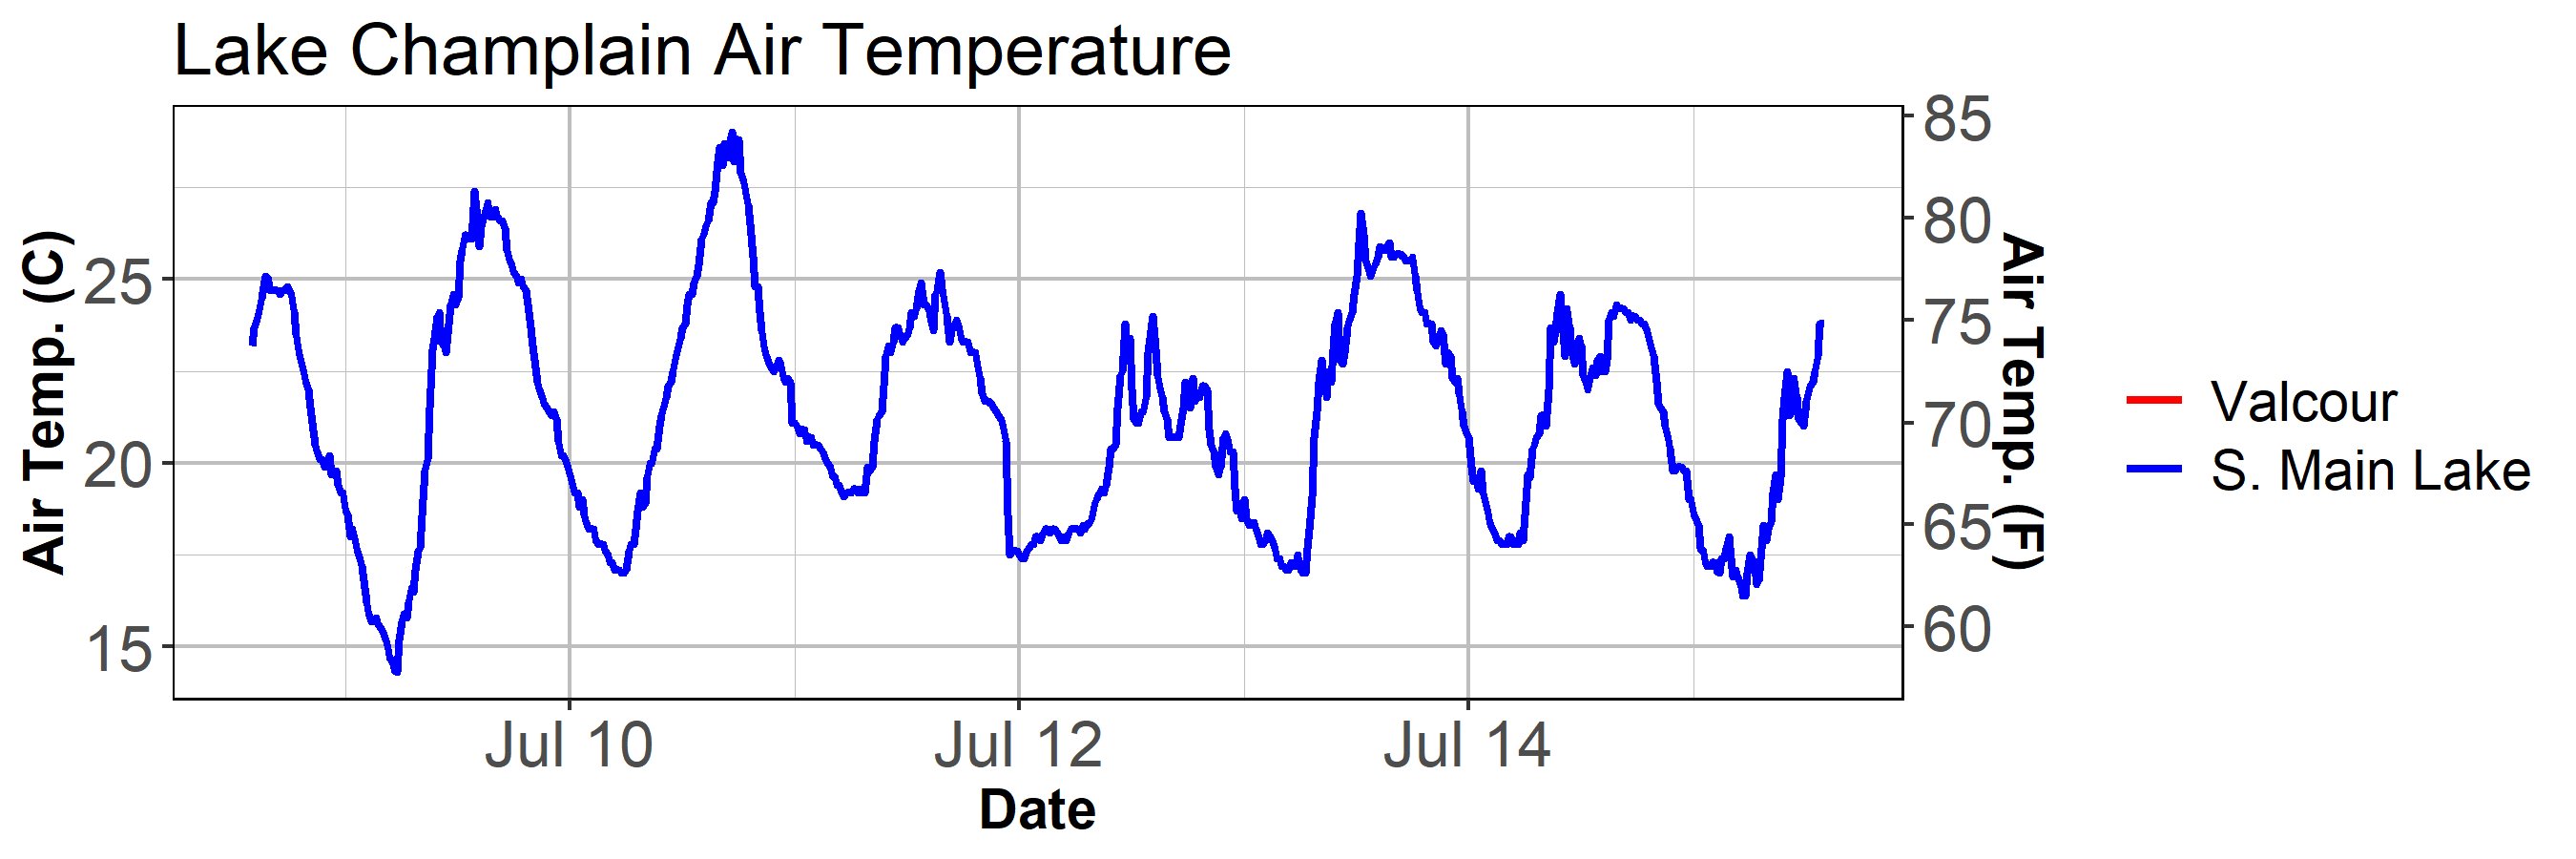 Lake Champlain Air Temperature
Air Temp. (C)
25
20
15
85
80
75
70
65
60
Air Temp. (F)
Jul 10
Jul 12
Jul 14
Date
Valcour
S. Main Lake